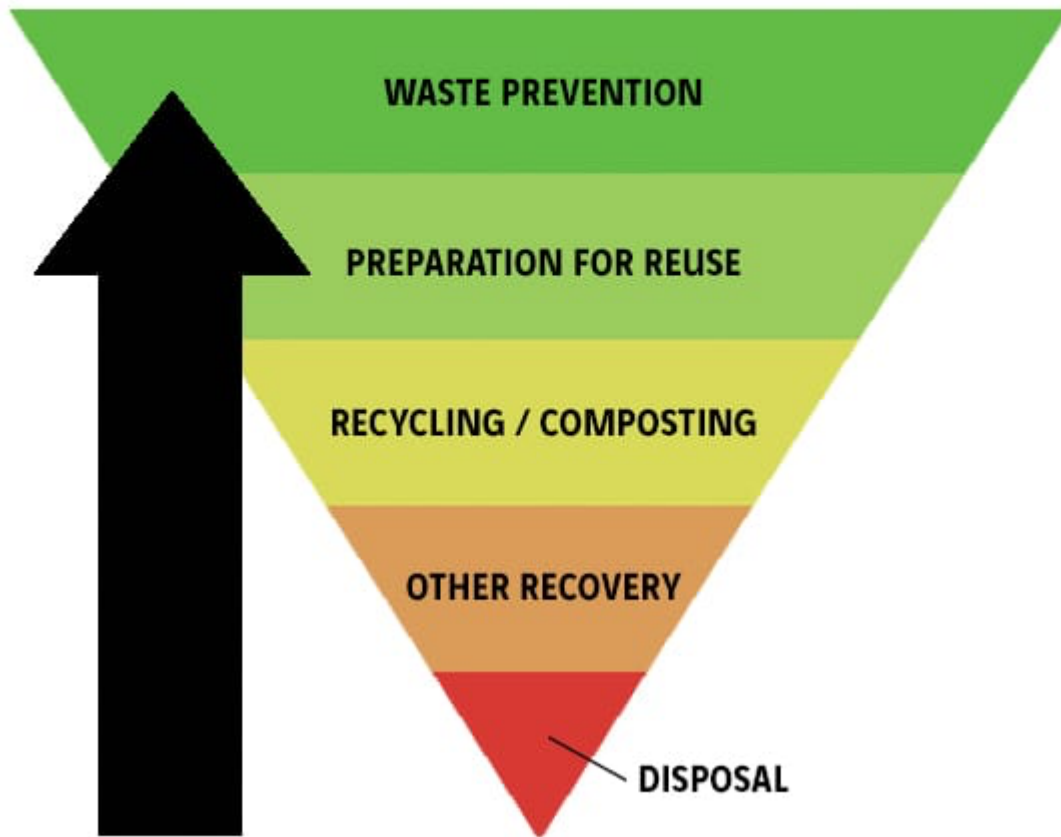 WASTE PREVENTION
PREPARATION FOR REUSE
RECYCLING / COMPOSTING
OTHER RECOVERY
DISPOSAL